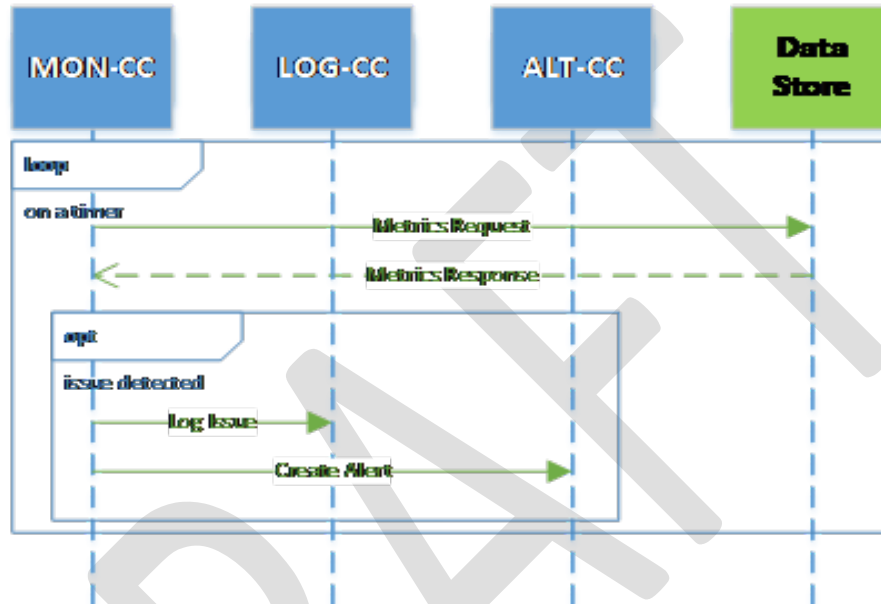 MON-CC
LOG-CC
ALT-CC
Data
Store
loop
on a timer
Metrics Request
Metrics Response
opt
issue detected
Log Issue
Create Alert
DRAFT